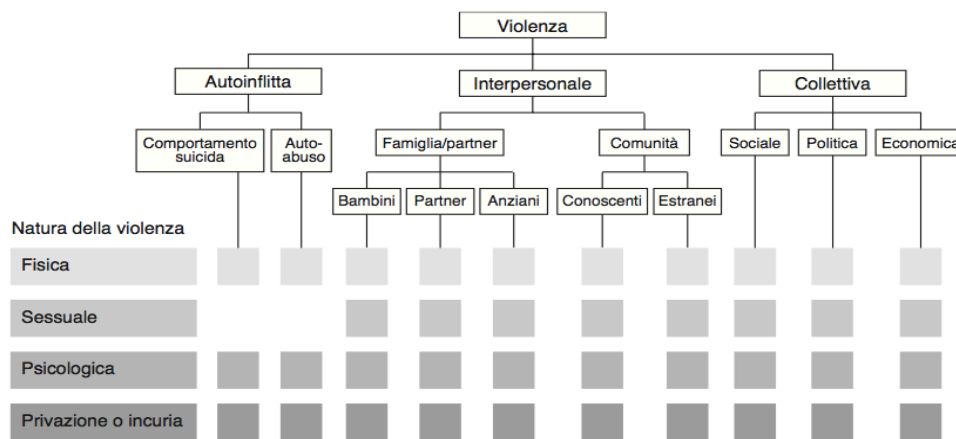 Violenza
Autoinflitta
Interpersonale
Collettiva
Comportamento
suicida
Auto-
abuso
Famiglia/partner
Comunità
Sociale
Politica
Economica
Bambini
Partner
Anziani
Conoscenti
Estranei
Natura della violenza
Fisica
Sessuale
Psicologica
Privazione o incuria